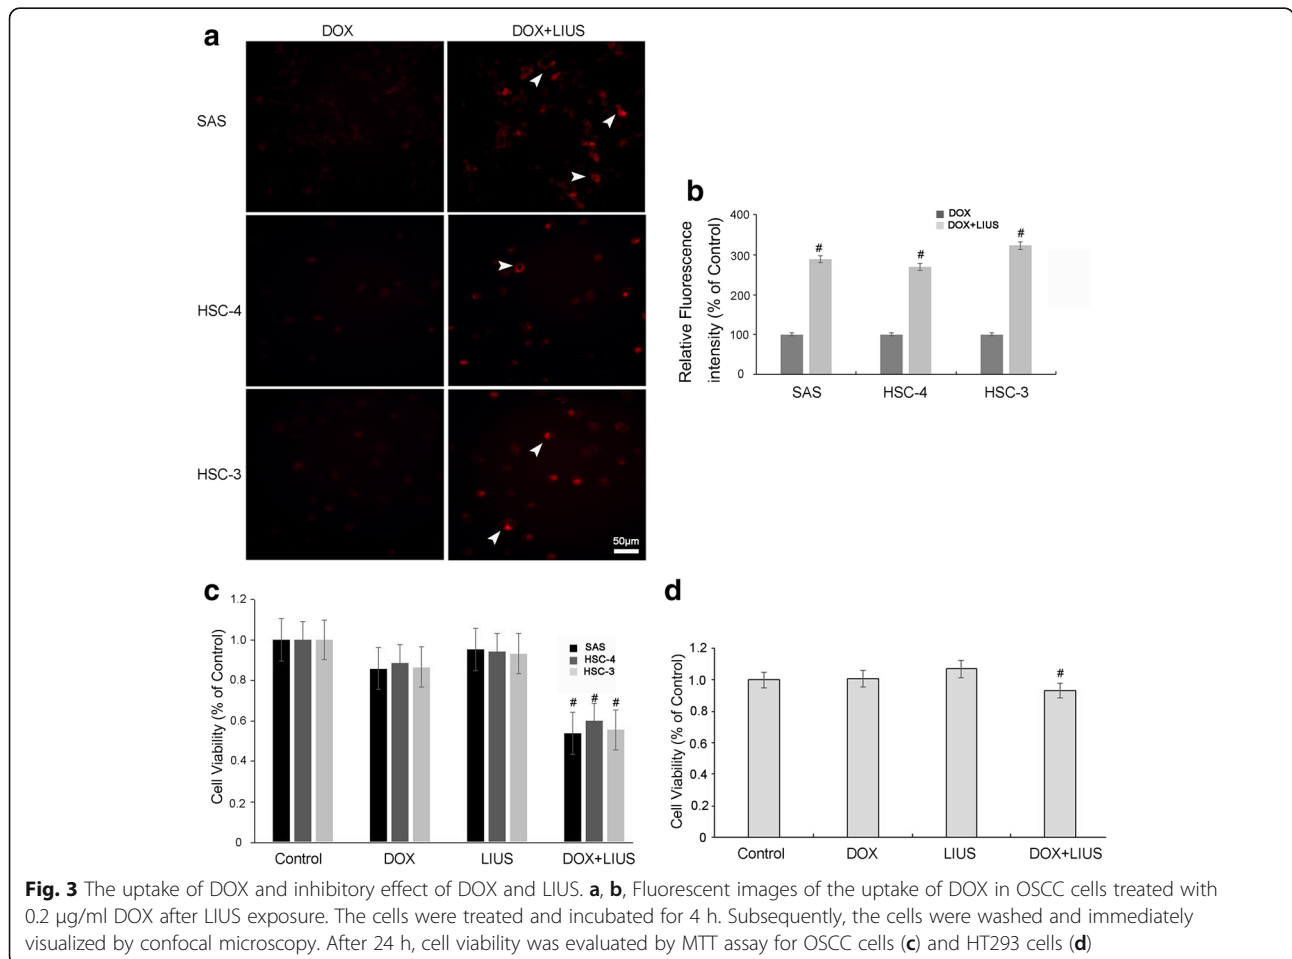 a
DOX
DOX+LIUS
SAS
HSC-4
HSC-3
50µm
b
Relative Fluorescence
intensity (% of Control)
400
300
200
100
0
DOX
DOX+LIUS
#
#
#
SAS
HSC-4
HSC-3
c
Cell Viability (% of Control)
1.2
1.0
0.8
0.6
0.4
0.2
0
SAS
HSC-4
HSC-3
# # #
Control
DOX
LIUS
DOX+LIUS
d
Cell Viability (% of Control)
1.2
1.0
0.8
0.6
0.4
0.2
0
#
Control
DOX
LIUS
DOX+LIUS
Fig. 3 The uptake of DOX and inhibitory effect of DOX and LIUS. a, b, Fluorescent images of the uptake of DOX in OSCC cells treated with
0.2 µg/ml DOX after LIUS exposure. The cells were treated and incubated for 4 h. Subsequently, the cells were washed and immediately
visualized by confocal microscopy. After 24 h, cell viability was evaluated by MTT assay for OSCC cells (c) and HT293 cells (d)